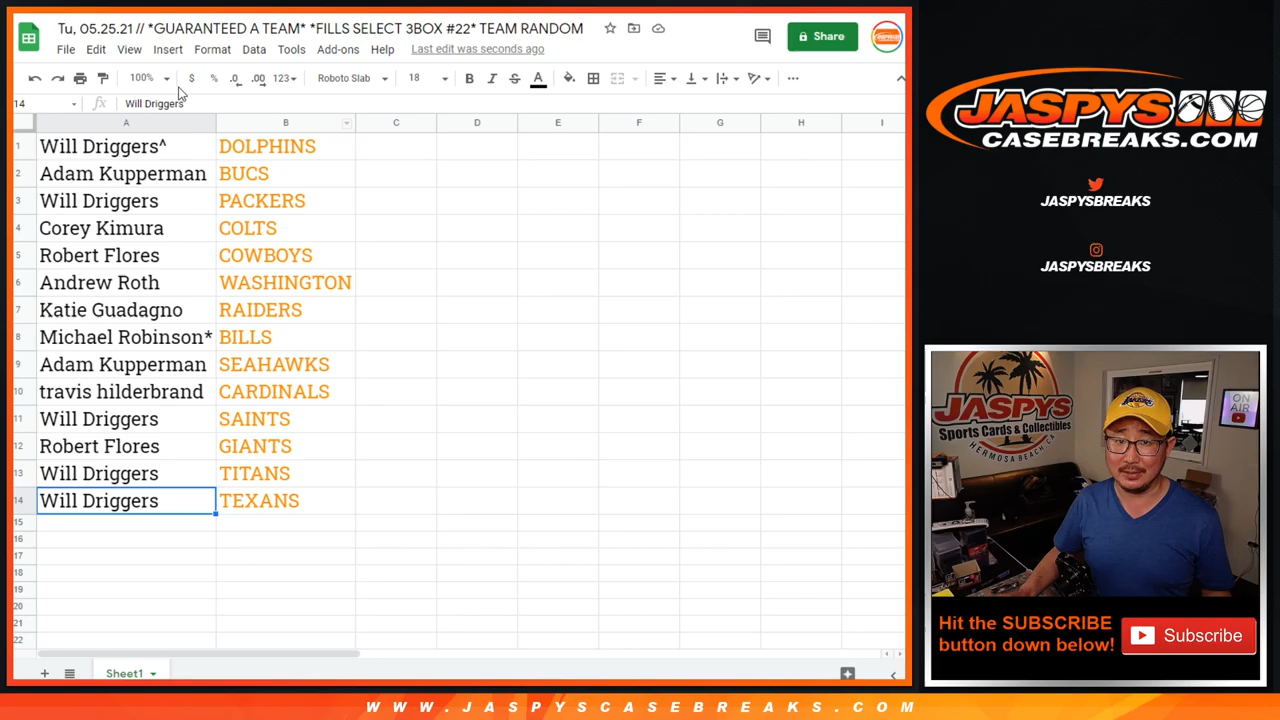 Tu, 05.25.21 // *GUARANTEED A TEAM* *FILLS SELECT 3BOX #22* TEAM RANDOM
File Edit View Insert Format Data Tools Add-ons Help Last edit was seconds ago
Share
100% $ % .0 .00 123 Roboto Slab 18 B I S A
14 fx Will Driggers
A B C D E F G H I
1 Will Driggers^ DOLPHINS
2 Adam Kupperman BUCS
3 Will Driggers PACKERS
4 Corey Kimura COLTS
5 Robert Flores COWBOYS
6 Andrew Roth WASHINGTON
7 Katie Guadagno RAIDERS
8 Michael Robinson* BILLS
9 Adam Kupperman SEAHAWKS
10 travis hilderbrand CARDINALS
11 Will Driggers SAINTS
12 Robert Flores GIANTS
13 Will Driggers TITANS
14 Will Driggers TEXANS
15
16
17
18
19
20
21
22
Sheet1
JASPYS
CASEBREAKS.COM
JASPYSBREAKS
JASPYSBREAKS
JASPYS
Sports Cards & Collectibles
HERMOSA BEACH, CA
ON AIR
Hit the SUBSCRIBE
button down below!
Subscribe
WWW.JASPYSCASEBREAKS.COM